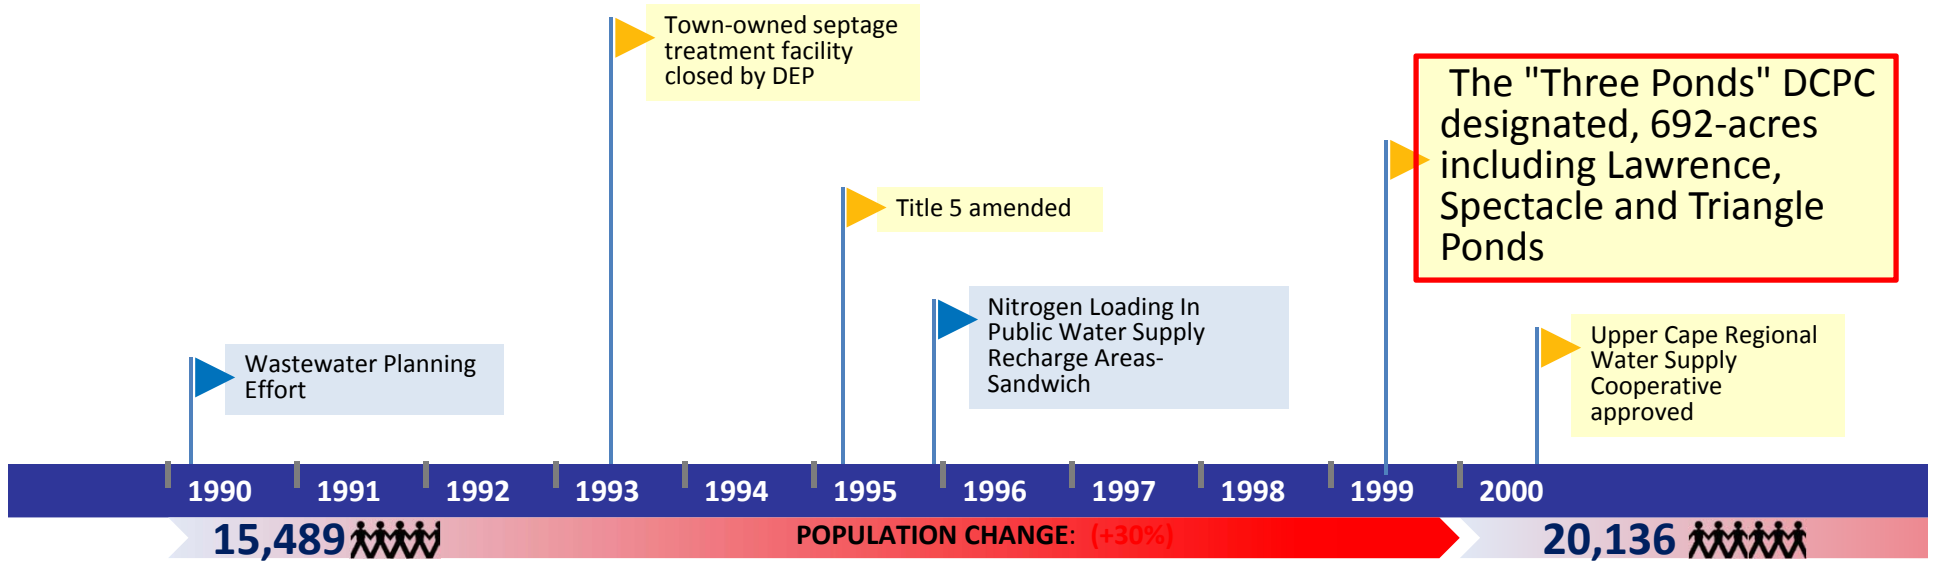 Town-owned septage
treatment facility
closed by DEP
The "Three Ponds" DCPC
designated, 692-acres
including Lawrence,
Spectacle and Triangle
Ponds
Title 5 amended
Nitrogen Loading In
Public Water Supply
Recharge Areas-
Sandwich
Upper Cape Regional
Water Supply
Cooperative
approved
Wastewater Planning
Effort
1990 1991 1992 1993 1994 1995 1996 1997 1998 1999 2000
15,489 POPULATION CHANGE: (+30%) 20,136